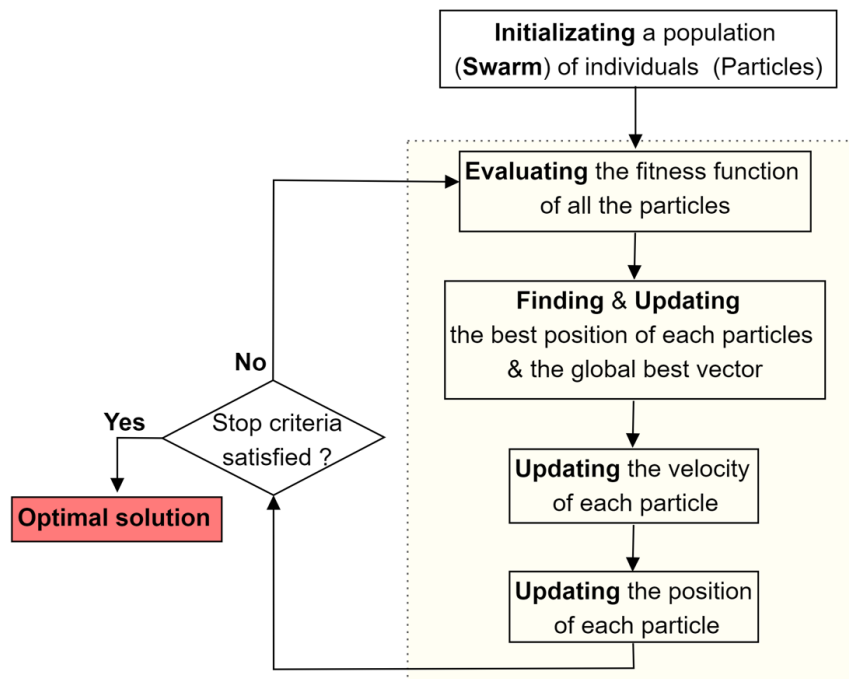 Initializating a population
(Swarm) of individuals (Particles)
Evaluating the fitness function
of all the particles
Finding & Updating
the best position of each particles
& the global best vector
No
Yes
Stop criteria
satisfied ?
Updating the velocity
of each particle
Optimal solution
Updating the position
of each particle